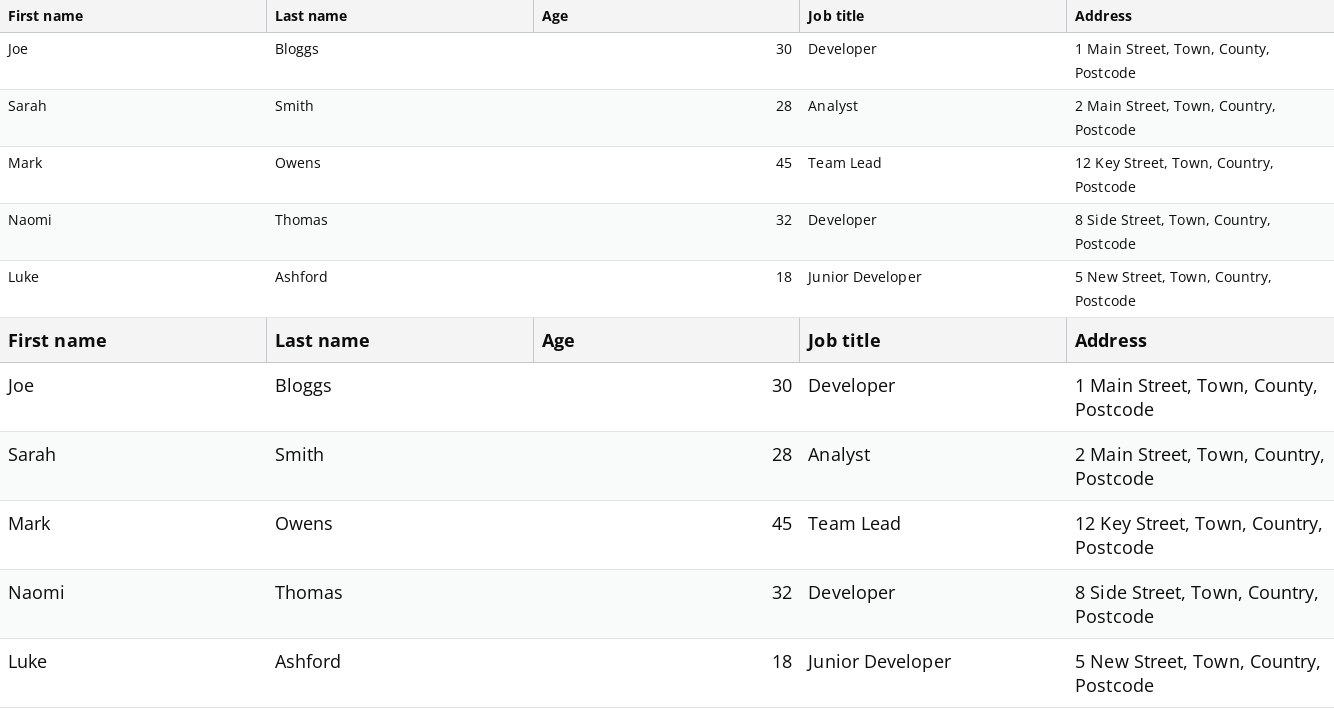 First name Last name Age Job title Address
Joe Bloggs 30 Developer 1 Main Street, Town, County,
Postcode
Sarah Smith 28 Analyst 2 Main Street, Town, Country,
Postcode
Mark Owens 45 Team Lead 12 Key Street, Town, Country,
Postcode
Naomi Thomas 32 Developer 8 Side Street, Town, Country,
Postcode
Luke Ashford 18 Junior Developer 5 New Street, Town, Country,
Postcode
First name Last name Age Job title Address
Joe Bloggs 30 Developer 1 Main Street, Town, County,
Postcode
Sarah Smith 28 Analyst 2 Main Street, Town, Country,
Postcode
Mark Owens 45 Team Lead 12 Key Street, Town, Country,
Postcode
Naomi Thomas 32 Developer 8 Side Street, Town, Country,
Postcode
Luke Ashford 18 Junior Developer 5 New Street, Town, Country,
Postcode